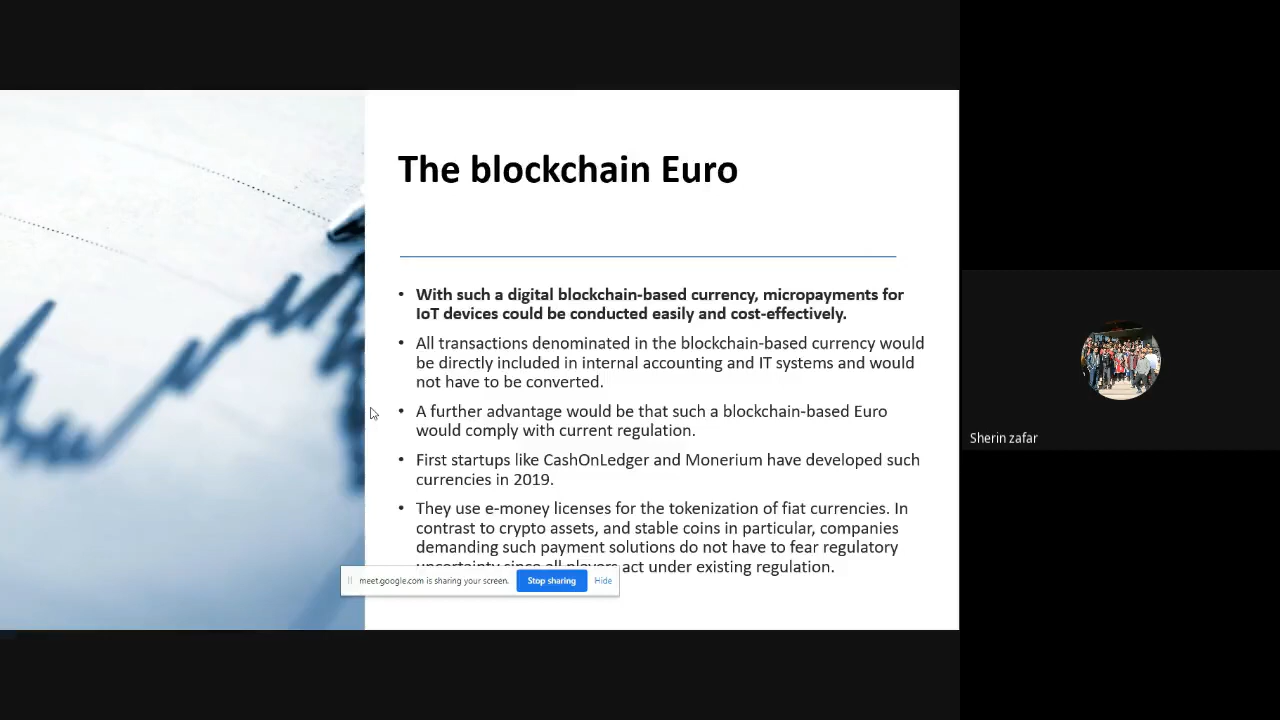 The blockchain Euro
• With such a digital blockchain-based currency, micropayments for
IoT devices could be conducted easily and cost-effectively.
• All transactions denominated in the blockchain-based currency would
be directly included in internal accounting and IT systems and would
not have to be converted.
• A further advantage would be that such a blockchain-based Euro
would comply with current regulation.
• First startups like CashOnLedger and Monerium have developed such
currencies in 2019.
• They use e-money licenses for the tokenization of fiat currencies. In
contrast to crypto assets, and stable coins in particular, companies
demanding such payment solutions do not have to fear regulatory
uncertainty since all players act under existing regulation.
meet.google.com is sharing your screen. Stop sharing Hide
Sherin zafar